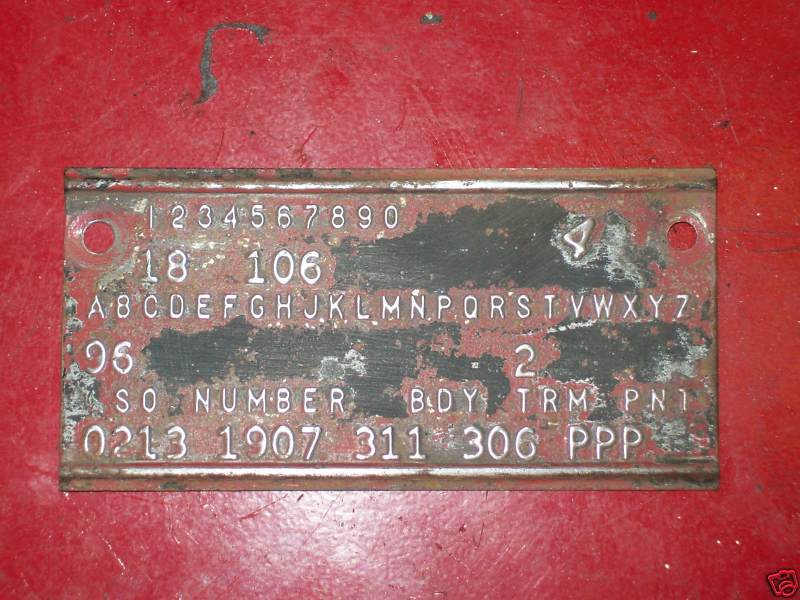 1234567890
18 106 4
ABCDEFGHJKLMNPQRSTVWXYZ
96 2
SO NUMBER BDY TRM PNT
0213 1907 311 306 PPP